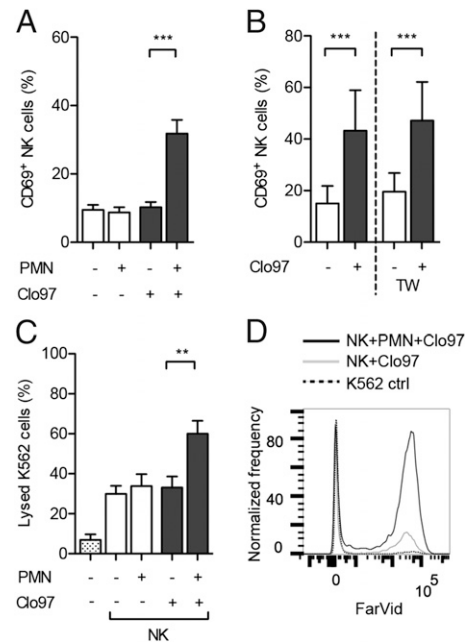 A
CD69+ NK cells (%)
60
40
20
0
***
PMN - + - +
Clo97 - - + +
B
CD69+ NK cells (%)
80
60
40
20
0
*** ***
Clo97 - + - +
TW
C
Lysed K562 cells (%)
100
80
60
40
20
0
**
PMN - - + - +
Clo97 - - - + +
NK
D
NK+PMN+Clo97
NK+Clo97
K562 ctrl
Normalized frequency
80
40
0
0 10^5
FarVid